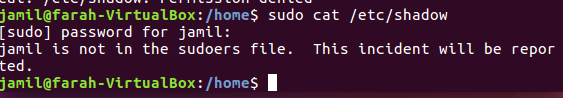 cat: /etc/shadow: Permission denied
jamil@farah-VirtualBox:/home$ sudo cat /etc/shadow
[sudo] password for jamil:
jamil is not in the sudoers file.  This incident will be repor
ted.
jamil@farah-VirtualBox:/home$